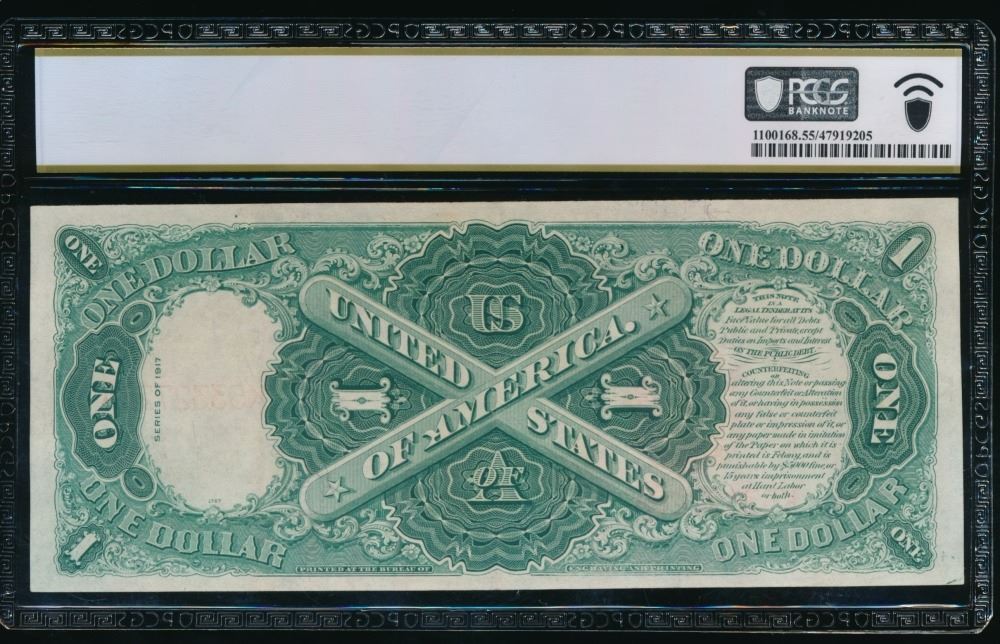 PCGS
BANKNOTE
1100168.55/47919205
ONE
ONE DOLLAR
ONE DOLLAR
1
US
UNITED STATES
OF AMERICA.
ONE
SERIES OF 1917
1
1
THIS NOTE
IS A
LEGAL TENDER AT ITS
Face Value for all Debts
Public and Private, except
Duties on Imports and Interest
ON THE PUBLIC DEBT.
COUNTERFEITING
or
altering this Note or passing
any Counterfeit or Alteration
of it, or having in possession
any false or counterfeit
plate or impression of it, or
any paper made in imitation
of the Paper on which it is
printed is Felony, and is
punishable by $5000 fine, or
15 years imprisonment
at Hard Labor
or both.
ONE
OF A
1
ONE DOLLAR
ONE DOLLAR
ONE
PRINTED AT THE BUREAU OF
ENGRAVING AND PRINTING